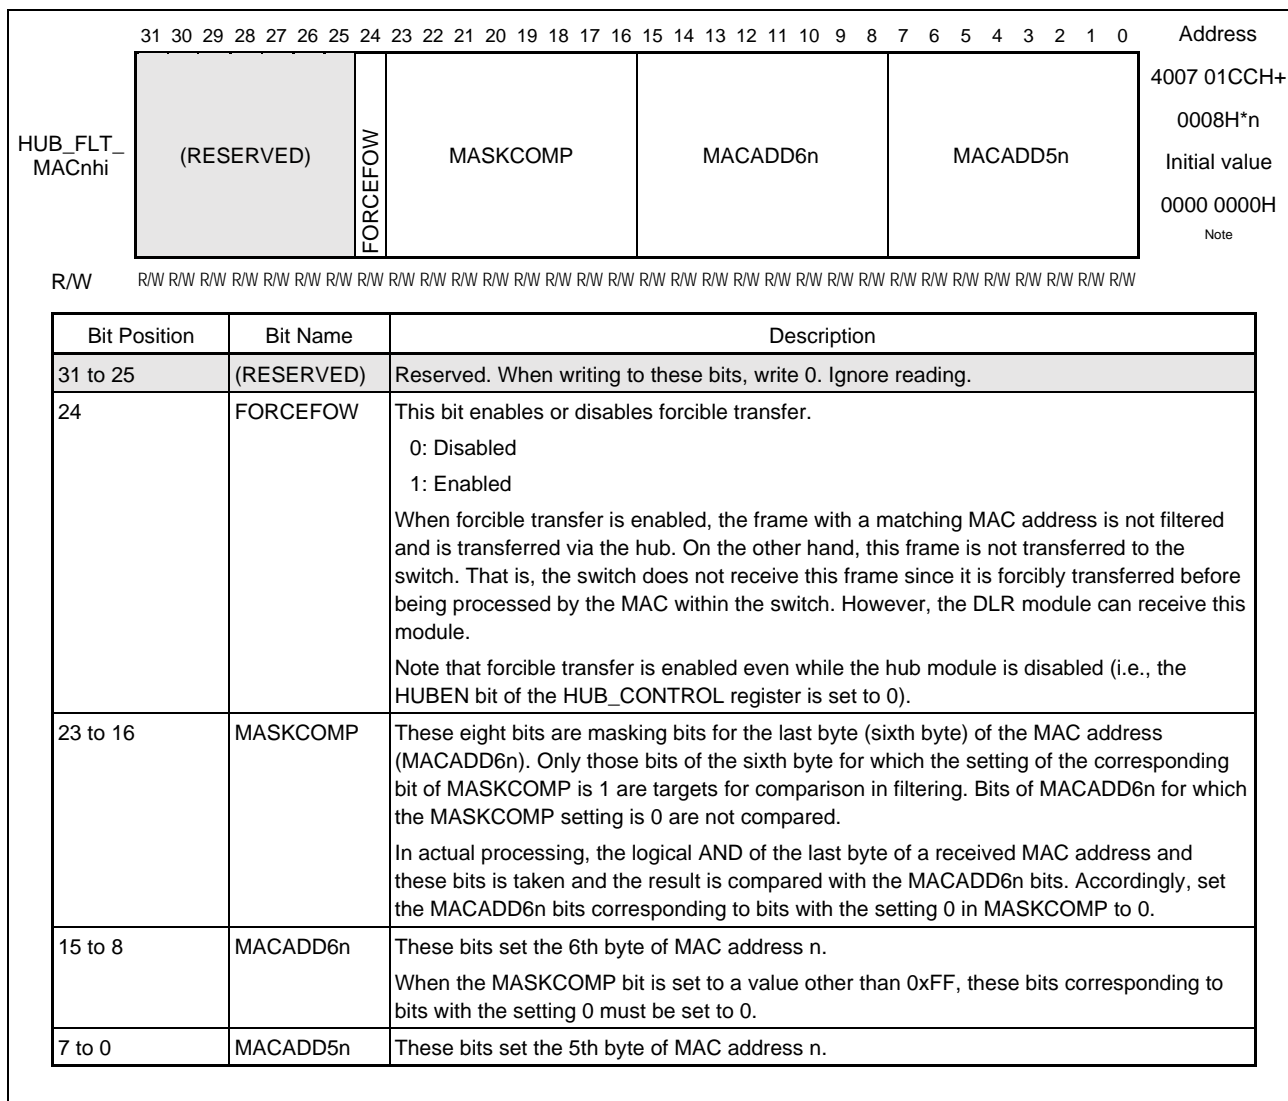 31 30 29 28 27 26 25 24 23 22 21 20 19 18 17 16 15 14 13 12 11 10 9 8 7 6 5 4 3 2 1 0 Address
4007 01CCH+
0008H*n
HUB_FLT_
MACnhi
(RESERVED)
FORCEFOW
MASKCOMP
MACADD6n
MACADD5n
Initial value
0000 0000H
Note
R/W R/W R/W R/W R/W R/W R/W R/W R/W R/W R/W R/W R/W R/W R/W R/W R/W R/W R/W R/W R/W R/W R/W R/W R/W R/W R/W R/W R/W R/W R/W R/W R/W
Bit Position Bit Name Description
31 to 25 (RESERVED) Reserved. When writing to these bits, write 0. Ignore reading.
24 FORCEFOW This bit enables or disables forcible transfer.
0: Disabled
1: Enabled
When forcible transfer is enabled, the frame with a matching MAC address is not filtered
and is transferred via the hub. On the other hand, this frame is not transferred to the
switch. That is, the switch does not receive this frame since it is forcibly transferred before
being processed by the MAC within the switch. However, the DLR module can receive this
module.
Note that forcible transfer is enabled even while the hub module is disabled (i.e., the
HUBEN bit of the HUB_CONTROL register is set to 0).
23 to 16 MASKCOMP These eight bits are masking bits for the last byte (sixth byte) of the MAC address
(MACADD6n). Only those bits of the sixth byte for which the setting of the corresponding
bit of MASKCOMP is 1 are targets for comparison in filtering. Bits of MACADD6n for which
the MASKCOMP setting is 0 are not compared.
In actual processing, the logical AND of the last byte of a received MAC address and
these bits is taken and the result is compared with the MACADD6n bits. Accordingly, set
the MACADD6n bits corresponding to bits with the setting 0 in MASKCOMP to 0.
15 to 8 MACADD6n These bits set the 6th byte of MAC address n.
When the MASKCOMP bit is set to a value other than 0xFF, these bits corresponding to
bits with the setting 0 must be set to 0.
7 to 0 MACADD5n These bits set the 5th byte of MAC address n.